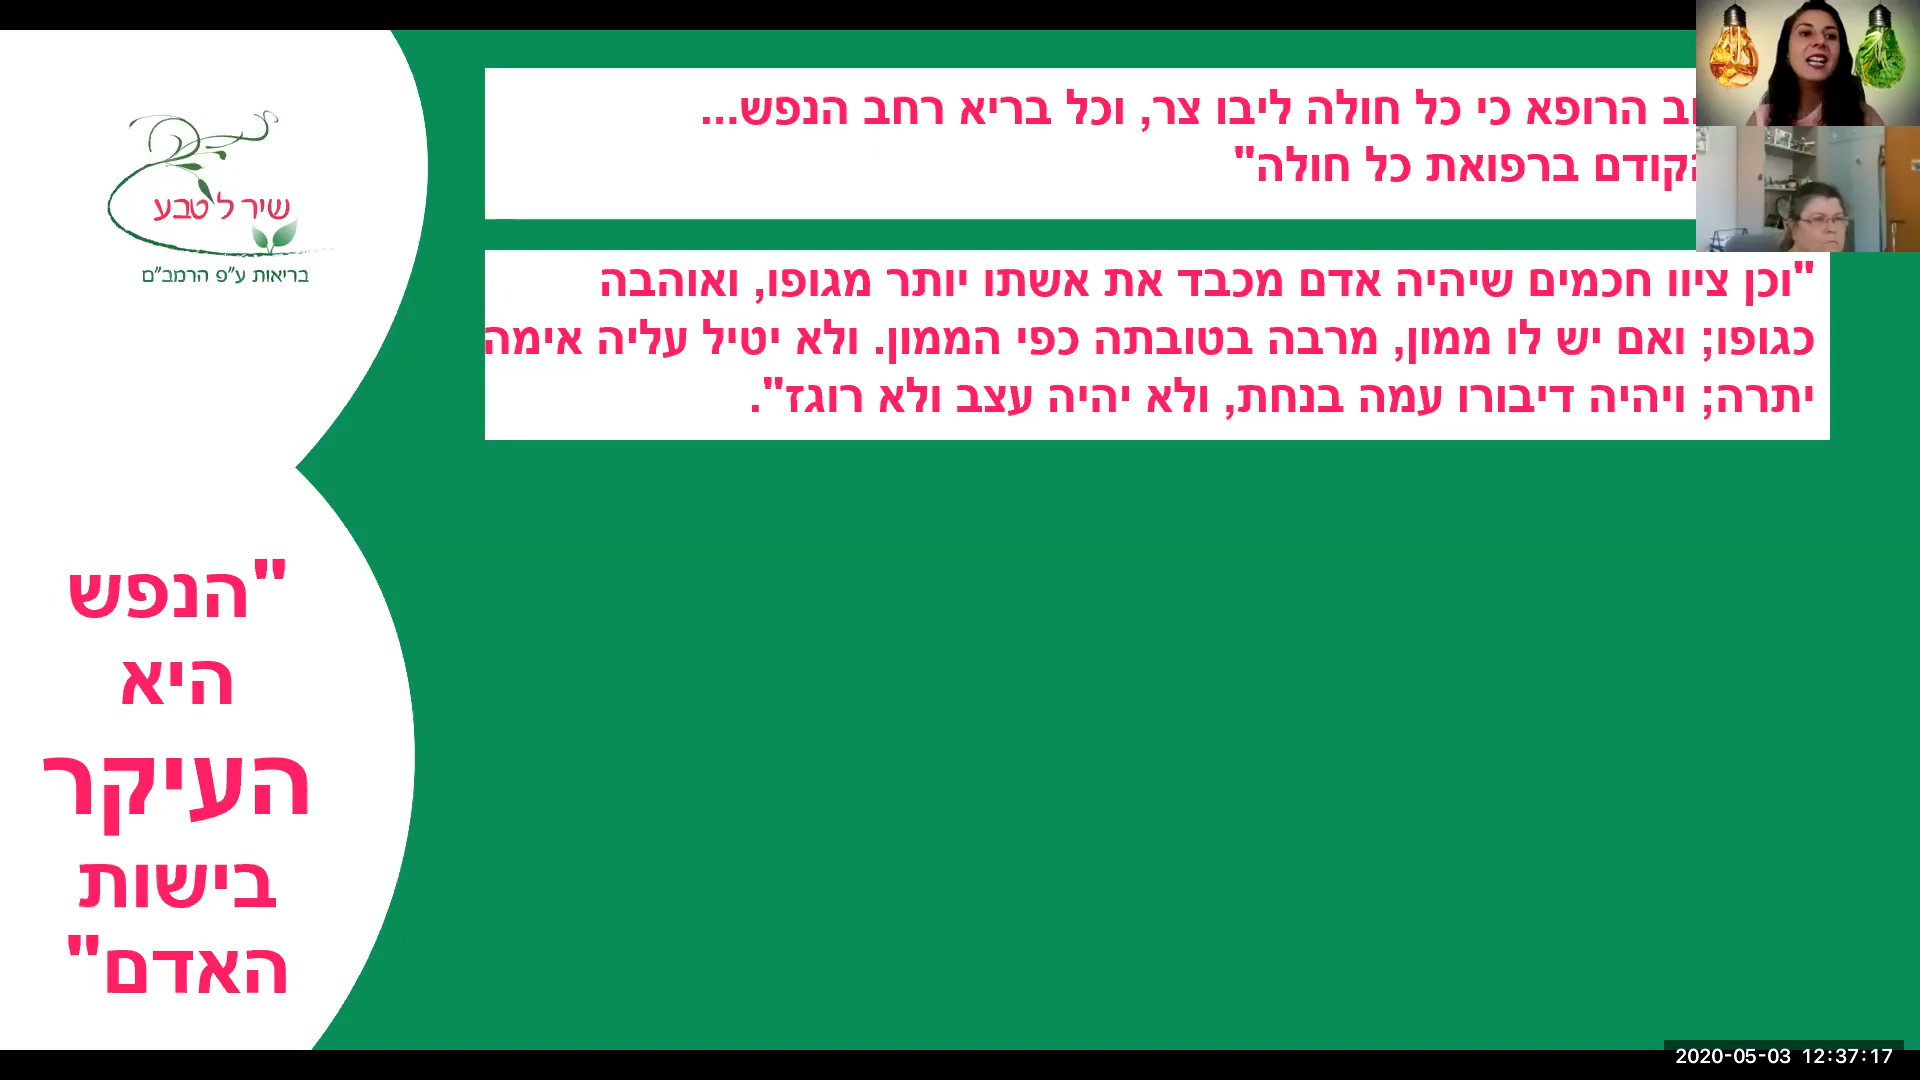 הרופא כי כל חולה ליבו צר, וכל בריא רחב הנפש...
ברפואת כל חולה"
"וכן ציוו חכמים שיהיה אדם מכבד את אשתו יותר מגופו, ואוהבה
כגופו; ואם יש לו ממון, מרבה בטובתה כפי הממון. ולא יטיל עליה אימה
יתרה; ויהיה דיבורו עמה בנחת, ולא יהיה עצב ולא רוגז".
שיר לטבע
בריאות ע"פ הרמב"ם
"הנפש
היא
העיקר
בישות
האדם"
2020-05-03 12:37:17